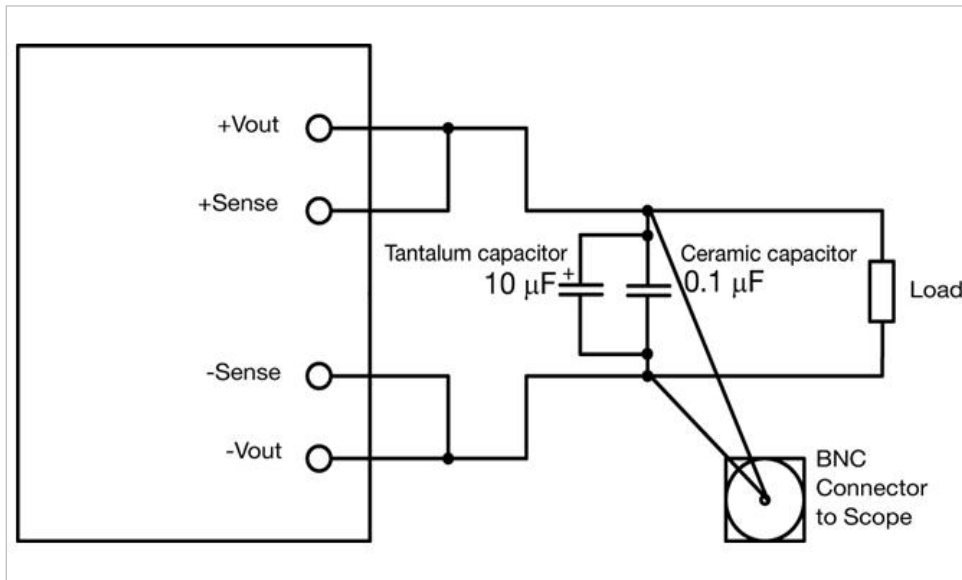 +Vout
+Sense
Tantalum capacitor
10 μF +
Ceramic capacitor
0.1 μF
Load
-Sense
-Vout
BNC
Connector
to Scope